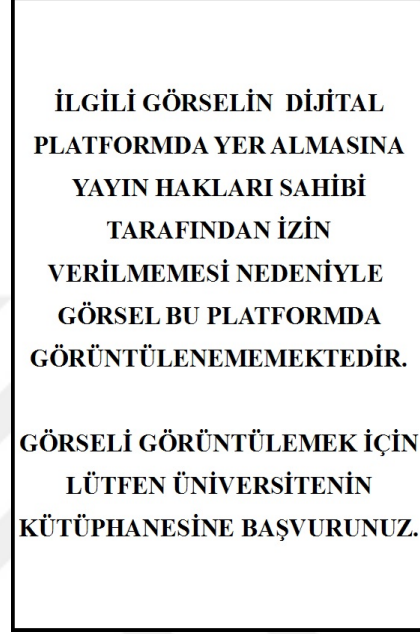 İLGİLİ GÖRSELİN DİJİTAL
PLATFORMDA YER ALMASINA
YAYIN HAKLARI SAHİBİ
TARAFINDAN İZİN
VERİLMEMESİ NEDENİYLE
GÖRSEL BU PLATFORMDA
GÖRÜNTÜLENEMEMEKTEDİR.
GÖRSELİ GÖRÜNTÜLEMEK İÇİN
LÜTFEN ÜNİVERSİTENİN
KÜTÜPHANESİNE BAŞVURUNUZ.